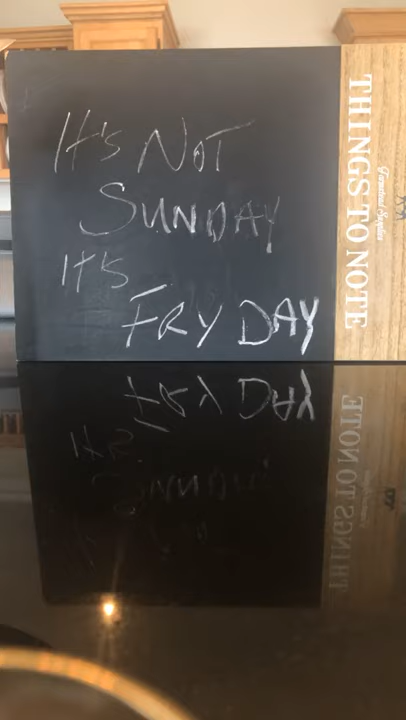 It's NOT
SUNDAY
It's
FRY DAY
THINGS TO NOTE